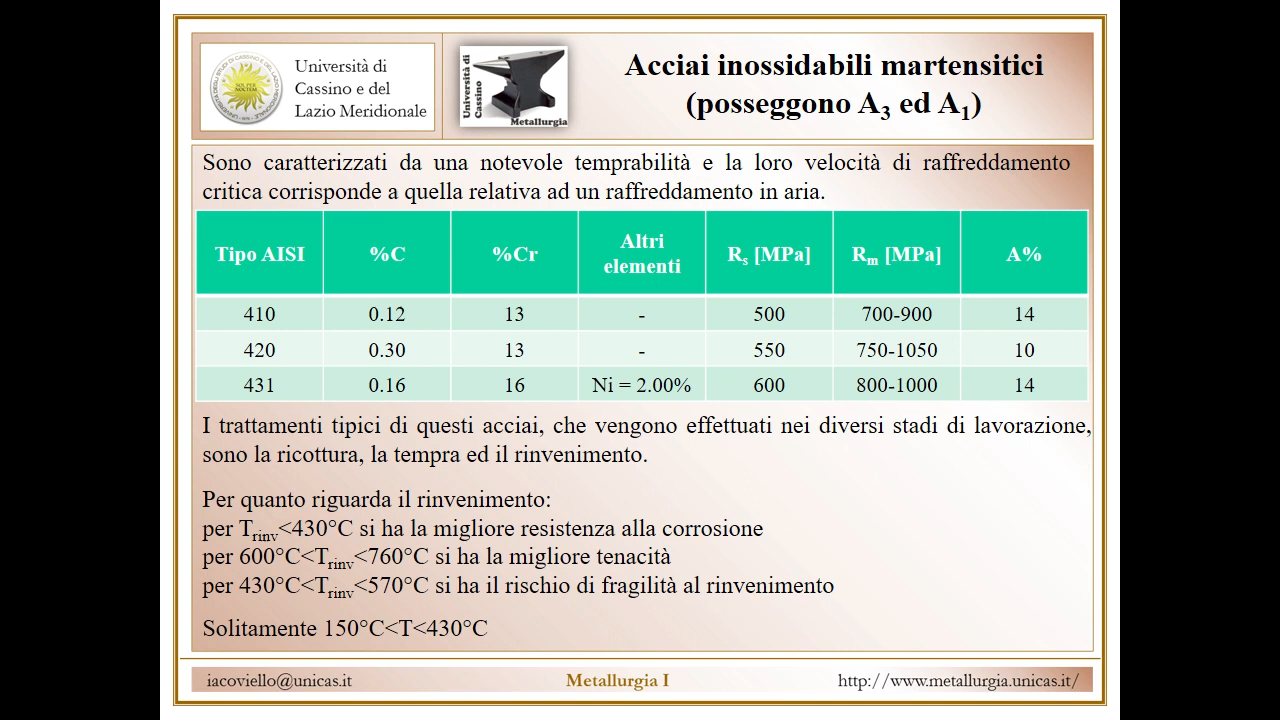 Università di
Cassino e del
Lazio Meridionale
Università di
Cassino
Metallurgia
Acciai inossidabili martensitici
(posseggono A3 ed A1)
Sono caratterizzati da una notevole temprabilità e la loro velocità di raffreddamento
critica corrisponde a quella relativa ad un raffreddamento in aria.
Tipo AISI %C %Cr Altri elementi Rs [MPa] Rm [MPa] A%
410 0.12 13 - 500 700-900 14
420 0.30 13 - 550 750-1050 10
431 0.16 16 Ni = 2.00% 600 800-1000 14
I trattamenti tipici di questi acciai, che vengono effettuati nei diversi stadi di lavorazione,
sono la ricottura, la tempra ed il rinvenimento.
Per quanto riguarda il rinvenimento:
per Trinv<430°C si ha la migliore resistenza alla corrosione
per 600°C<Trinv<760°C si ha la migliore tenacità
per 430°C<Trinv<570°C si ha il rischio di fragilità al rinvenimento
Solitamente 150°C<T<430°C
iacoviello@unicas.it
Metallurgia I
http://www.metallurgia.unicas.it/